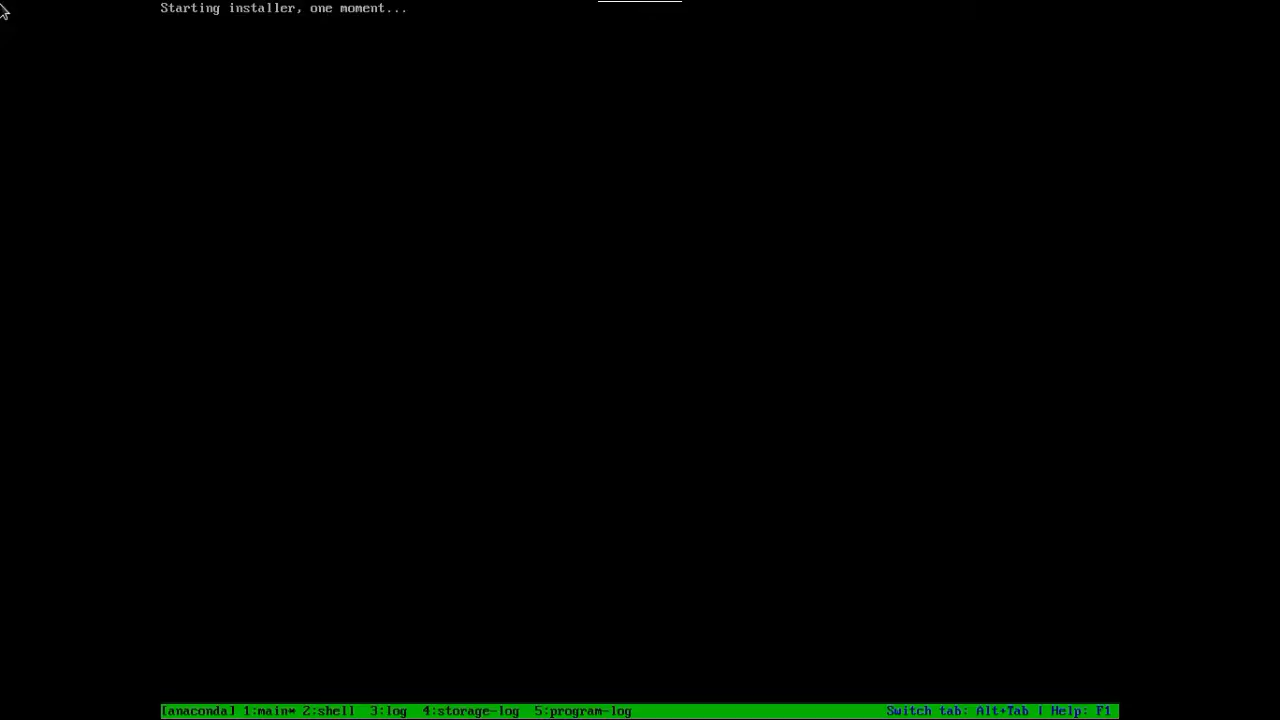 Starting installer, one moment...
[anaconda] 1:main* 2:shell  3:log  4:storage-log  5:program-log Switch tab: Alt+Tab | Help: F1